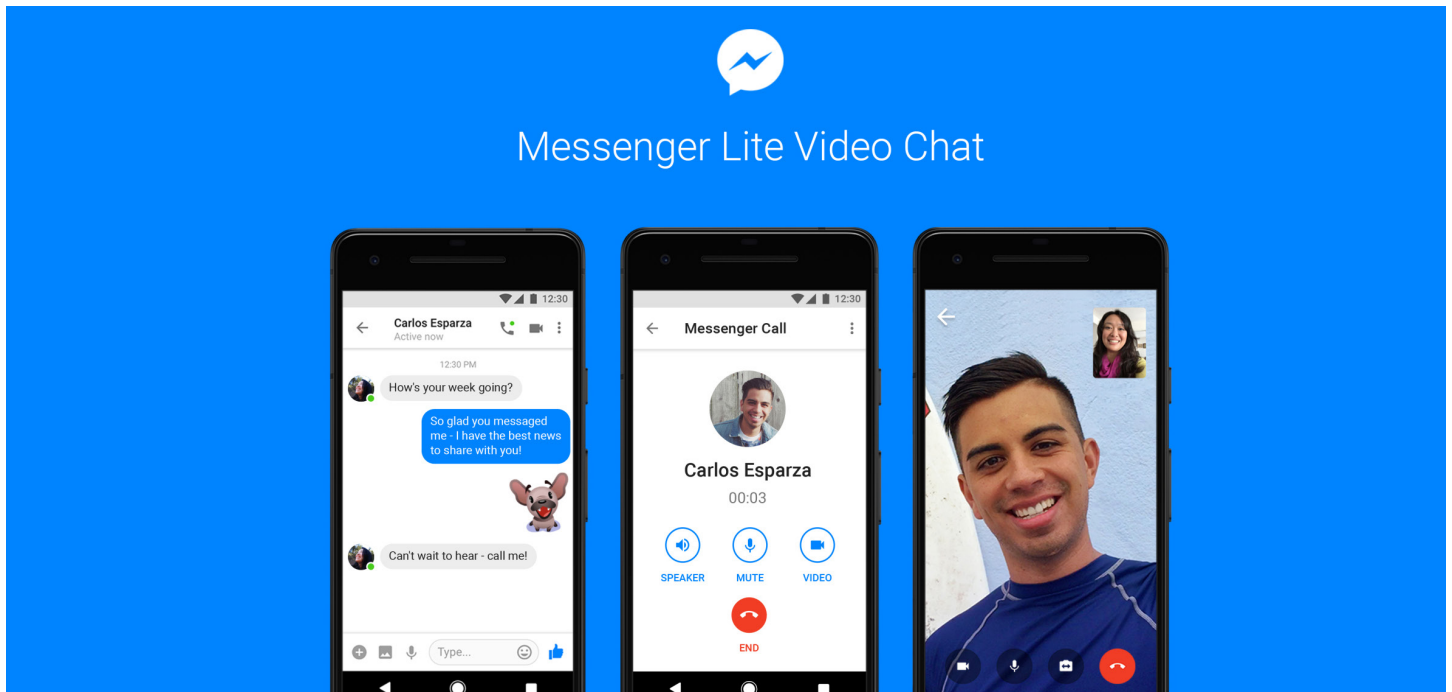 Messenger Lite Video Chat
12:30
Carlos Esparza
Active now
12:30 PM
How's your week going?
So glad you messaged
me - I have the best news
to share with you!
Can't wait to hear - call me!
Type...
12:30
Messenger Call
Carlos Esparza
00:03
SPEAKER
MUTE
VIDEO
END